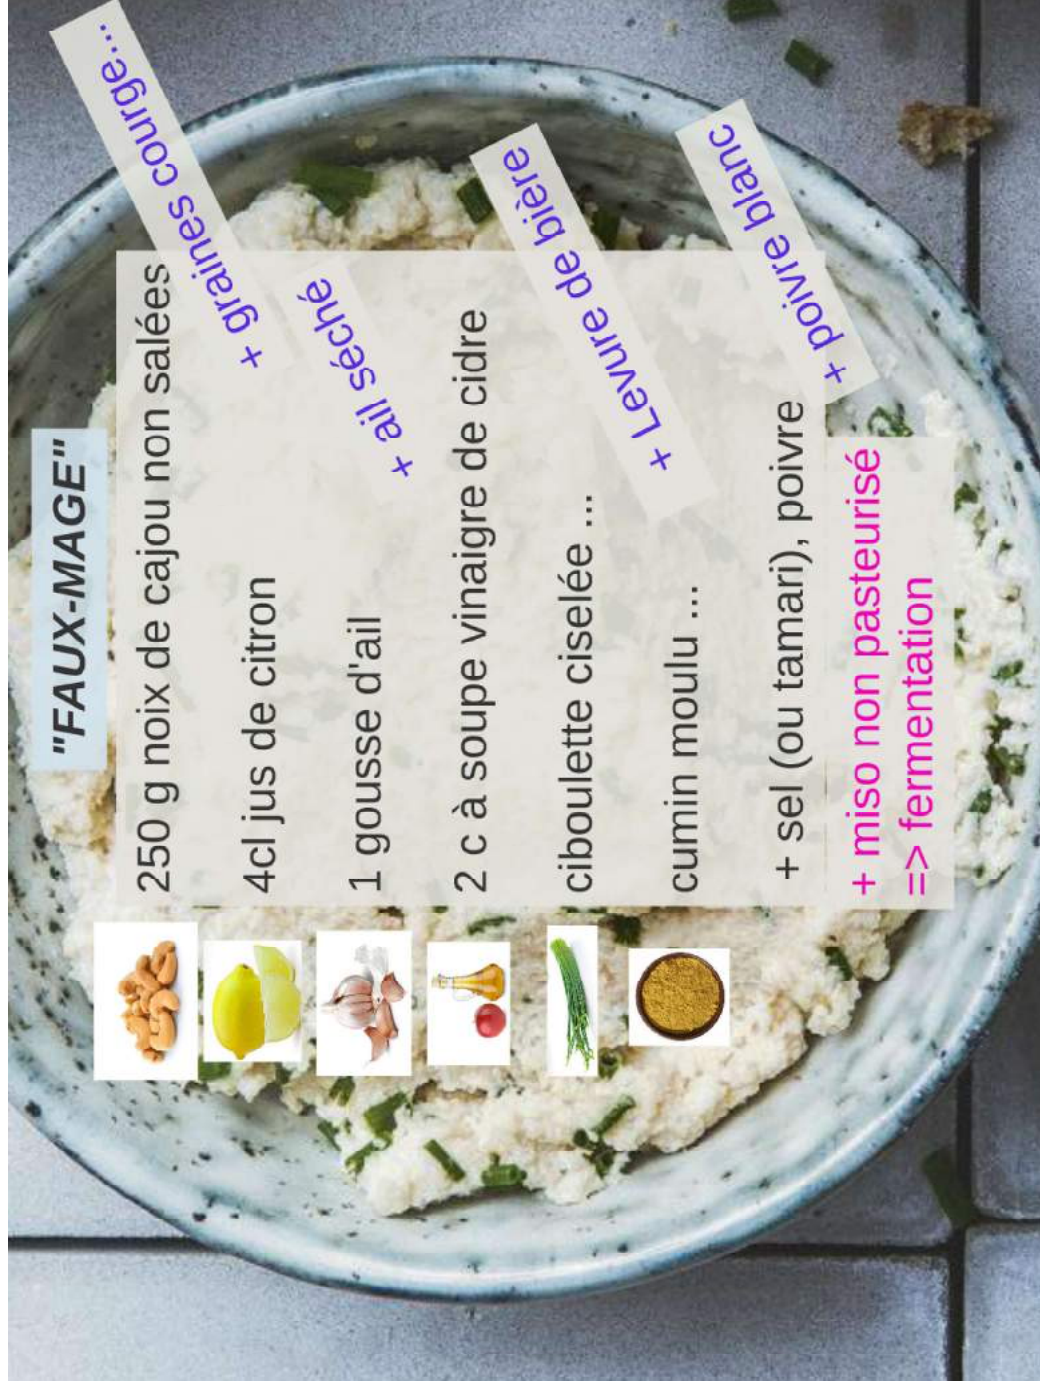 "FAUX-MAGE"
250 g noix de cajou non salées
+ graines courge...
4cl jus de citron
1 gousse d'ail
+ ail séché
2 c à soupe vinaigre de cidre
ciboulette ciselée ...
+ Levure de bière
cumin moulu ...
+ sel (ou tamari), poivre
+ poivre blanc
+ miso non pasteurisé
=> fermentation